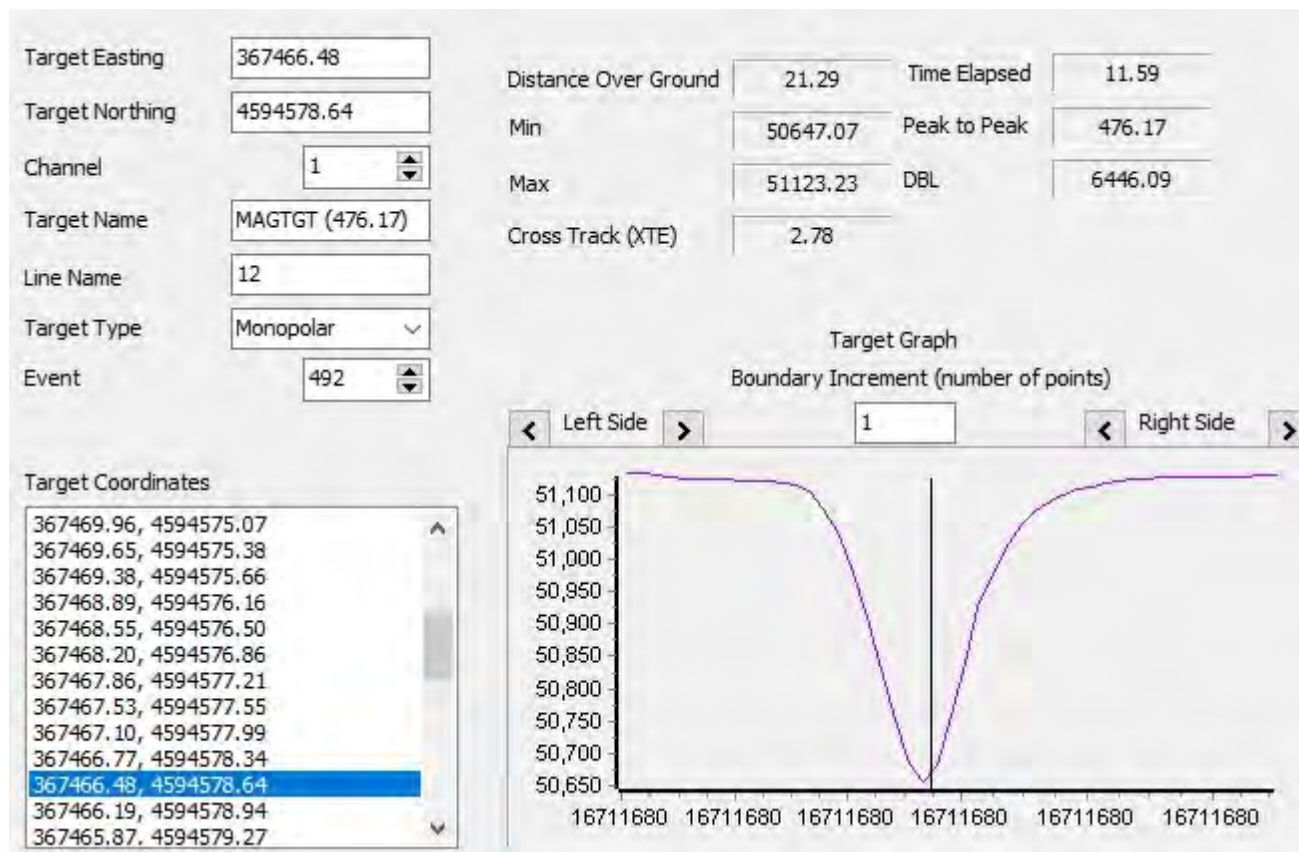 Target Easting 367466.48
Target Northing 4594578.64
Channel 1
Target Name MAGTGT (476.17)
Line Name 12
Target Type Monopolar
Event 492
Distance Over Ground 21.29 Time Elapsed 11.59
Min 50647.07 Peak to Peak 476.17
Max 51123.23 DBL 6446.09
Cross Track (XTE) 2.78
Target Coordinates
367469.96, 4594575.07
367469.65, 4594575.38
367469.38, 4594575.66
367468.89, 4594576.16
367468.55, 4594576.50
367468.20, 4594576.86
367467.86, 4594577.21
367467.53, 4594577.55
367467.10, 4594577.99
367466.77, 4594578.34
367466.48, 4594578.64
367466.19, 4594578.94
367465.87, 4594579.27
Target Graph
Boundary Increment (number of points)
< Left Side > 1 < Right Side >
51,100
51,050
51,000
50,950
50,900
50,850
50,800
50,750
50,700
50,650
16711680 16711680 16711680 16711680 16711680 16711680